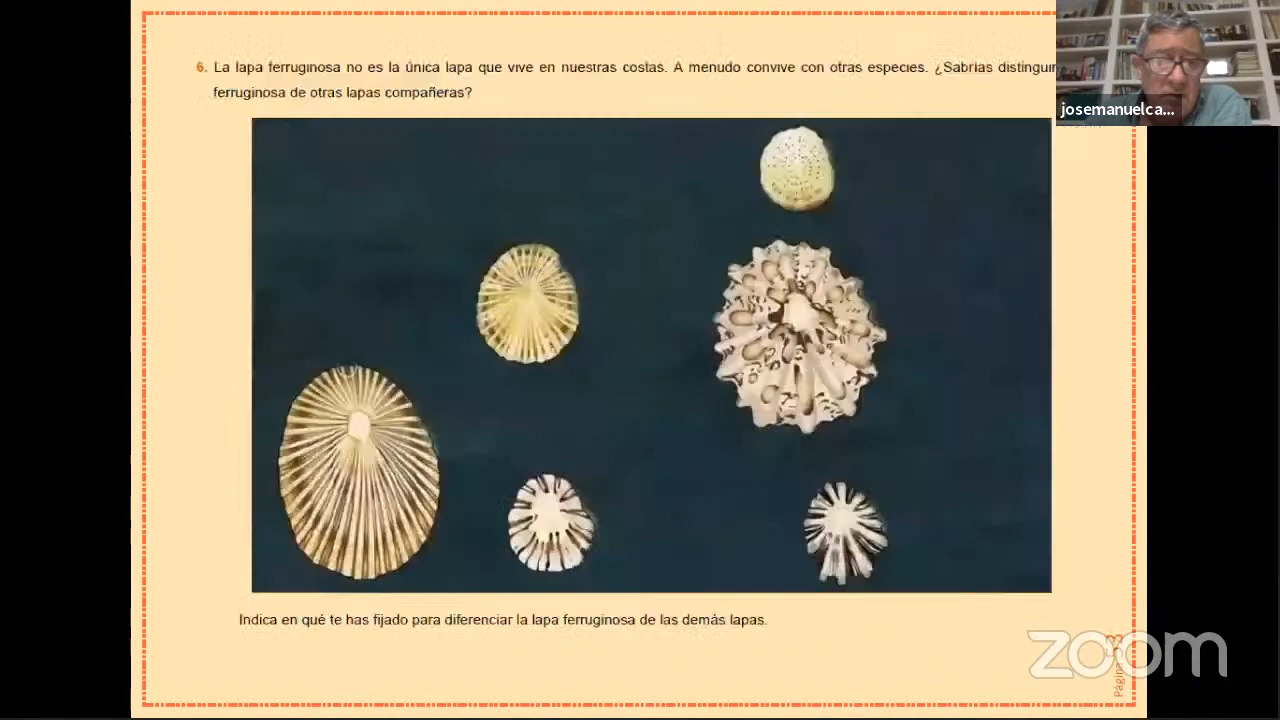 6. La lapa ferruginosa no es la única lapa que vive en nuestras costas. A menudo convive con otras especies. ¿Sabrías distinguir
ferruginosa de otras lapas compañeras?
josemanuelca...
Indica en qué te has fijado para diferenciar la lapa ferruginosa de las demás lapas.
zoom
Página